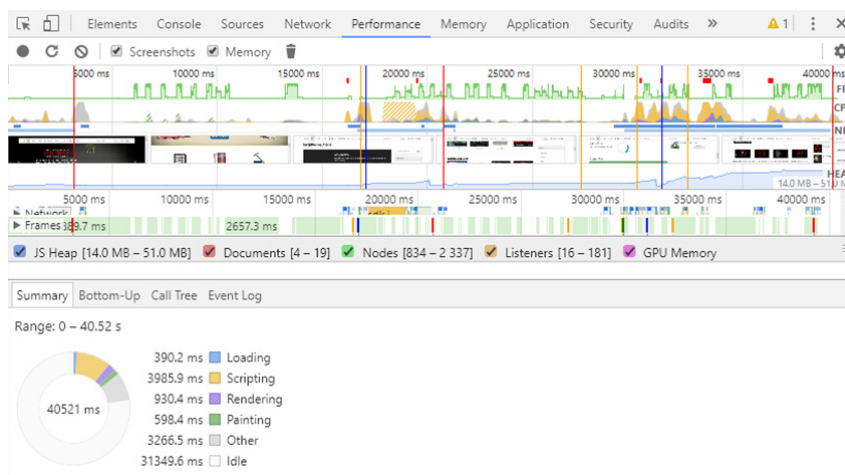 Elements Console Sources Network Performance Memory Application Security Audits » 1
Screenshots Memory
5000 ms 10000 ms 15000 ms 20000 ms 25000 ms 30000 ms 35000 ms 40000 ms
14.0 MB – 51.0 M
5000 ms 10000 ms 15000 ms 20000 ms 25000 ms 30000 ms 35000 ms 40000 ms
Network
Frames 2657.3 ms
JS Heap [14.0 MB – 51.0 MB] Documents [4 – 19] Nodes [834 – 2 337] Listeners [16 – 181] GPU Memory
Summary Bottom-Up Call Tree Event Log
Range: 0 – 40.52 s
390.2 ms Loading
3985.9 ms Scripting
930.4 ms Rendering
40521 ms
598.4 ms Painting
3266.5 ms Other
31349.6 ms Idle